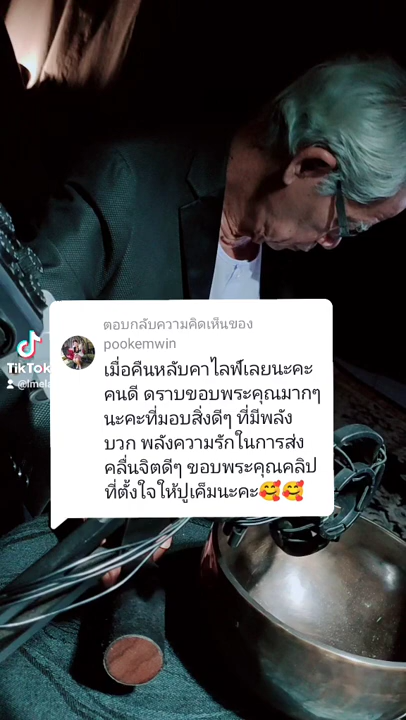 ตอบกลับความคิดเห็นของ
pookemwin
เมื่อคืนหลับคาไลฟ์เลยนะคะ
คนดี ดราบขอบพระคุณมากๆ
นะคะที่มอบสิ่งดีๆ ที่มีพลัง
บวก พลังความรักในการส่ง
คลื่นจิตดีๆ ขอบพระคุณคลิป
ที่ตั้งใจให้ปูเค็มนะคะ🥰🥰
TikTok